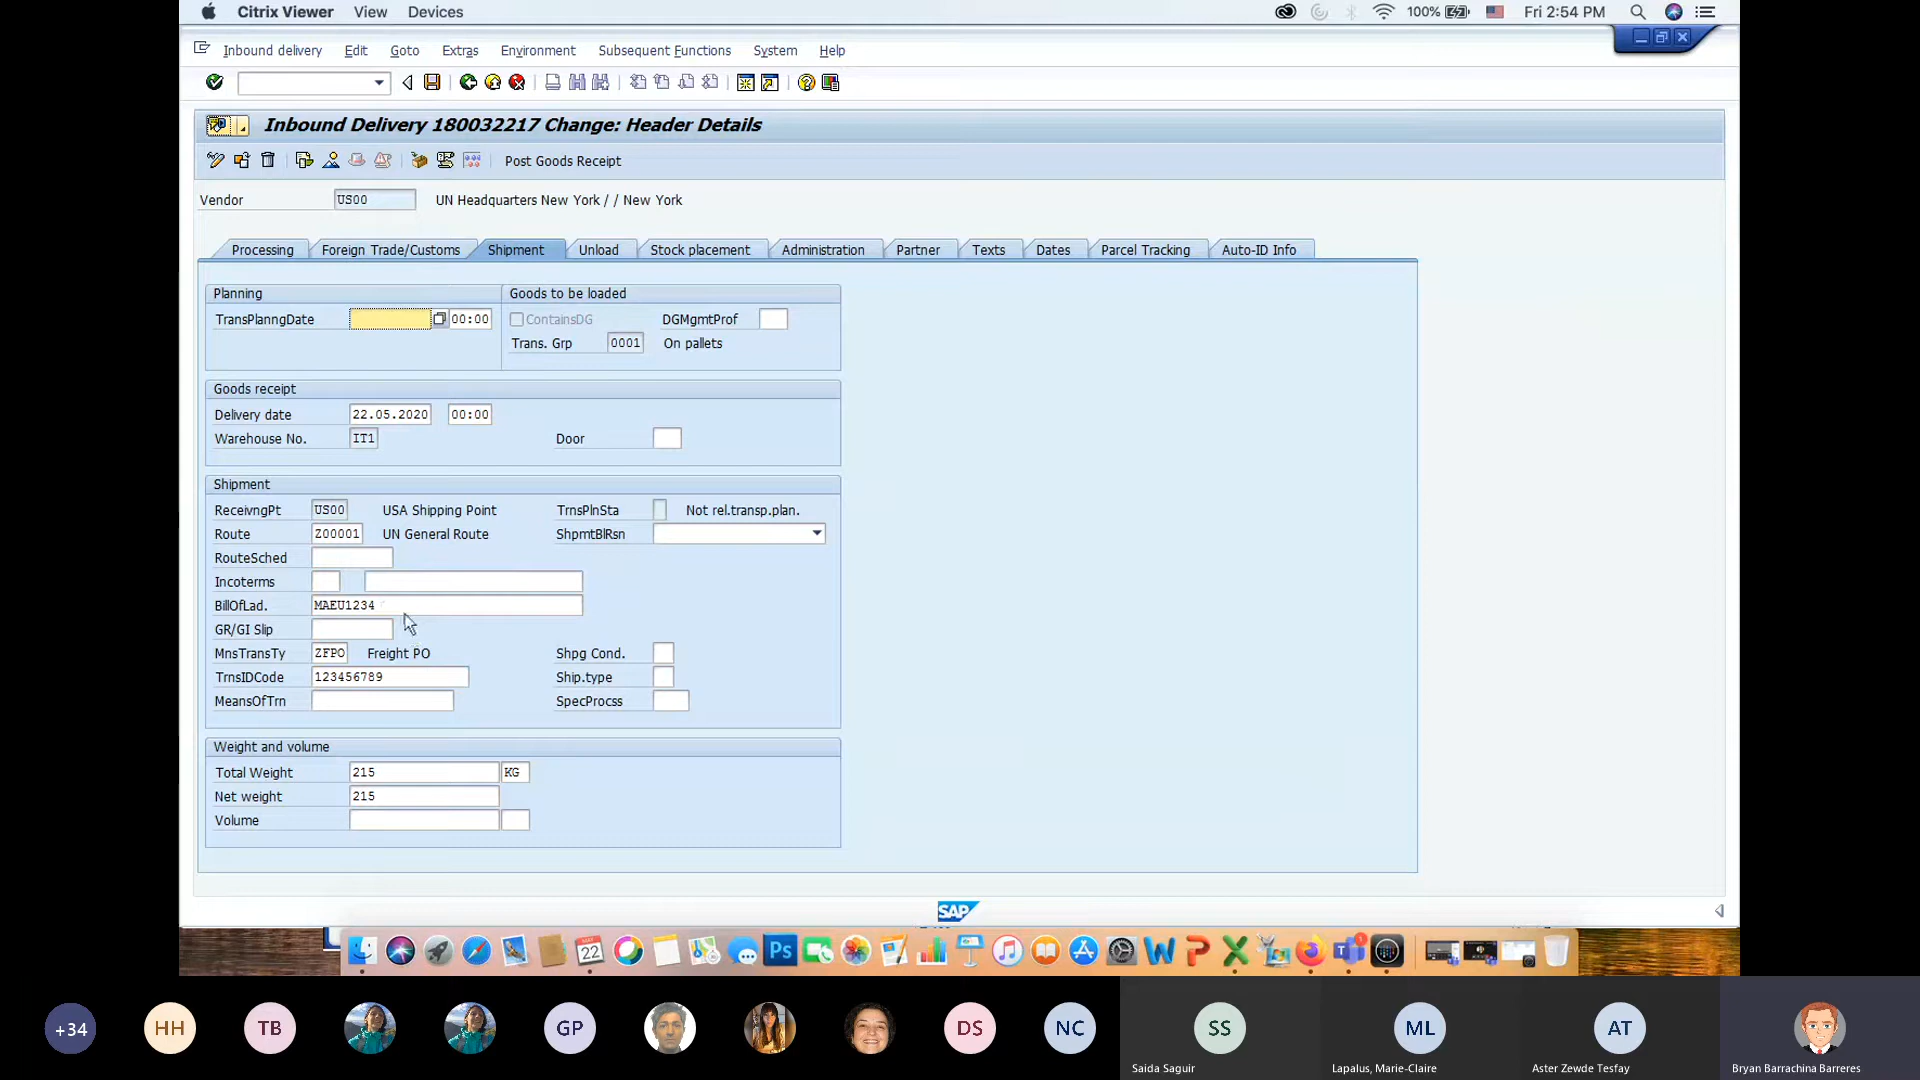 Citrix Viewer View Devices 100% Fri 2:54 PM
Inbound delivery Edit Goto Extras Environment Subsequent Functions System Help
Inbound Delivery 180032217 Change: Header Details
Post Goods Receipt
Vendor US00 UN Headquarters New York / / New York
Processing Foreign Trade/Customs Shipment Unload Stock placement Administration Partner Texts Dates Parcel Tracking Auto-ID Info
Planning Goods to be loaded
TransPlanngDate 00:00 ContainsDG DGMgmtProf
Trans. Grp 0001 On pallets
Goods receipt
Delivery date 22.05.2020 00:00
Warehouse No. IT1 Door
Shipment
ReceivngPt US00 USA Shipping Point TrnsPlnSta Not rel.transp.plan.
Route Z00001 UN General Route ShpmtBlRsn
RouteSched
Incoterms
BillOfLad. MAEU1234
GR/GI Slip
MnsTransTy ZFPO Freight PO Shpg Cond.
TrnsIDCode 123456789 Ship.type
MeansOfTrn SpecProcss
Weight and volume
Total Weight 215 KG
Net weight 215
Volume
SAP
22 Ps W P X
+34 HH TB GP DS NC SS ML AT
Saida Saguir Lapalus, Marie-Claire Aster Zewde Tesfay Bryan Barrachina Barreres